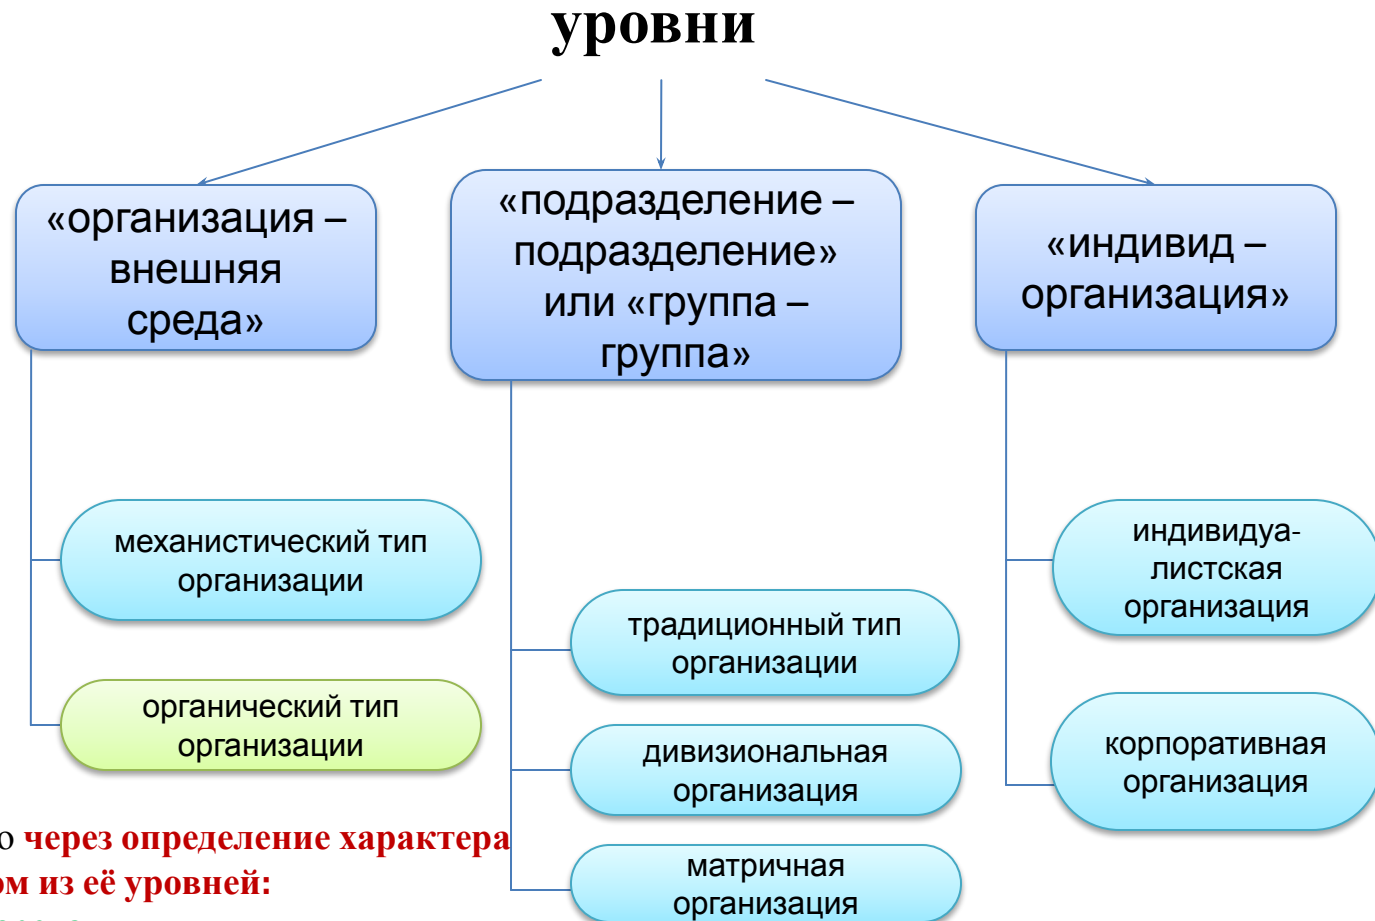 уровни
«организация –
внешняя
среда»
«подразделение –
подразделение»
или «группа –
группа»
«индивид –
организация»
механистический тип
организации
органический тип
организации
традиционный тип
организации
дивизиональная
организация
матричная
организация
индивидуа-
листская
организация
корпоративная
организация
о через определение характера
ом из её уровней: